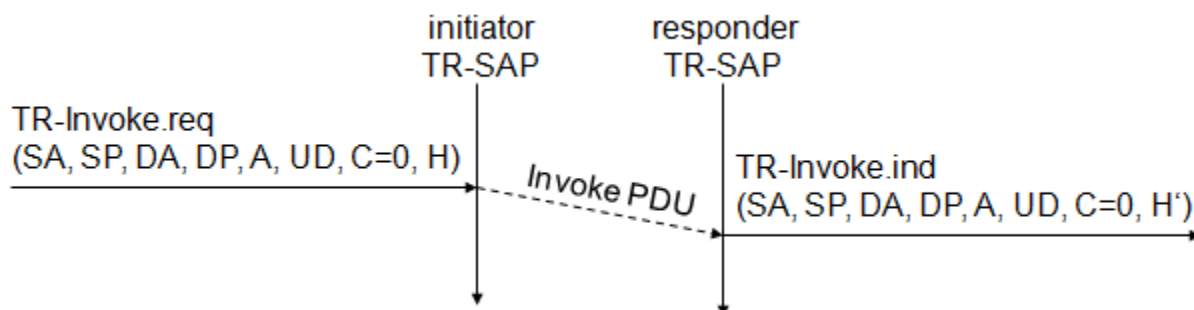 initiator
TR-SAP
responder
TR-SAP
TR-Invoke.req
(SA, SP, DA, DP, A, UD, C=0, H)
Invoke PDU
TR-Invoke.ind
(SA, SP, DA, DP, A, UD, C=0, H‘)